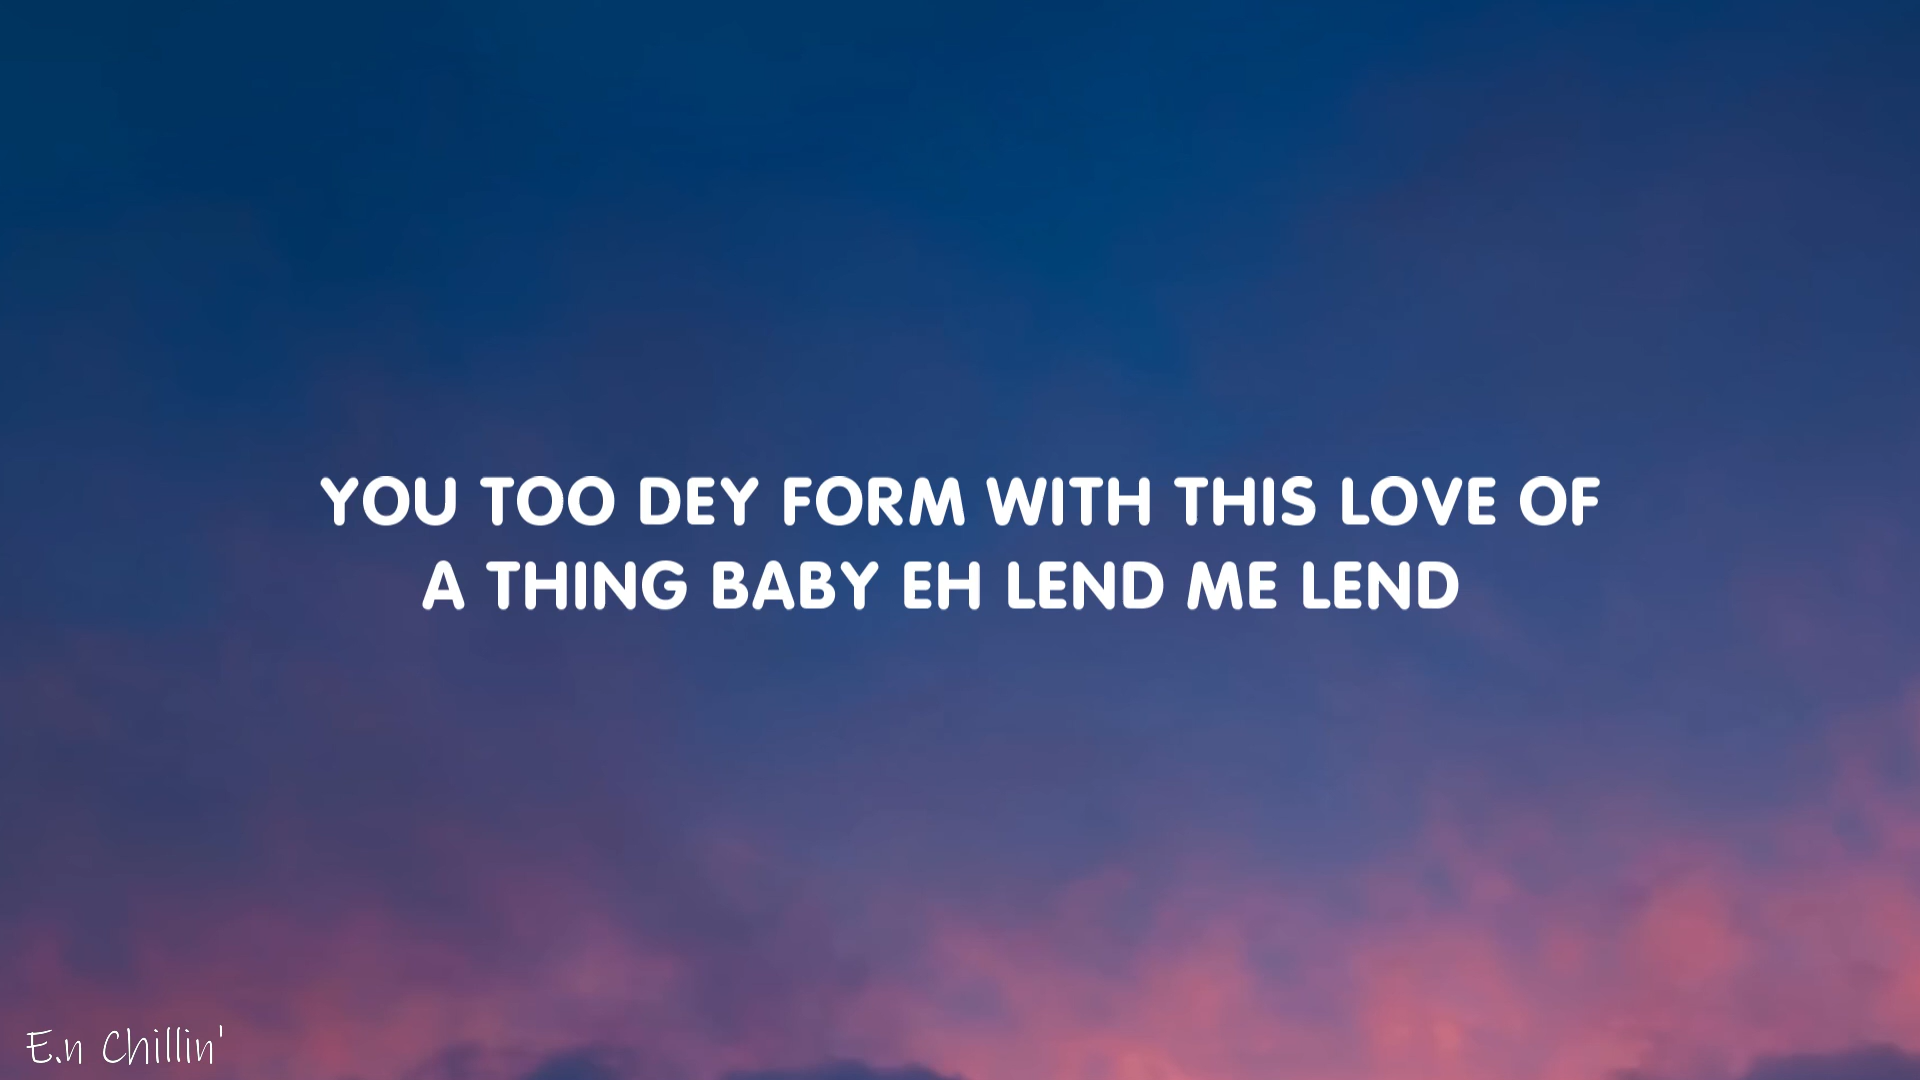 YOU TOO DEY FORM WITH THIS LOVE OF
A THING BABY EH LEND ME LEND
E.n Chillin'